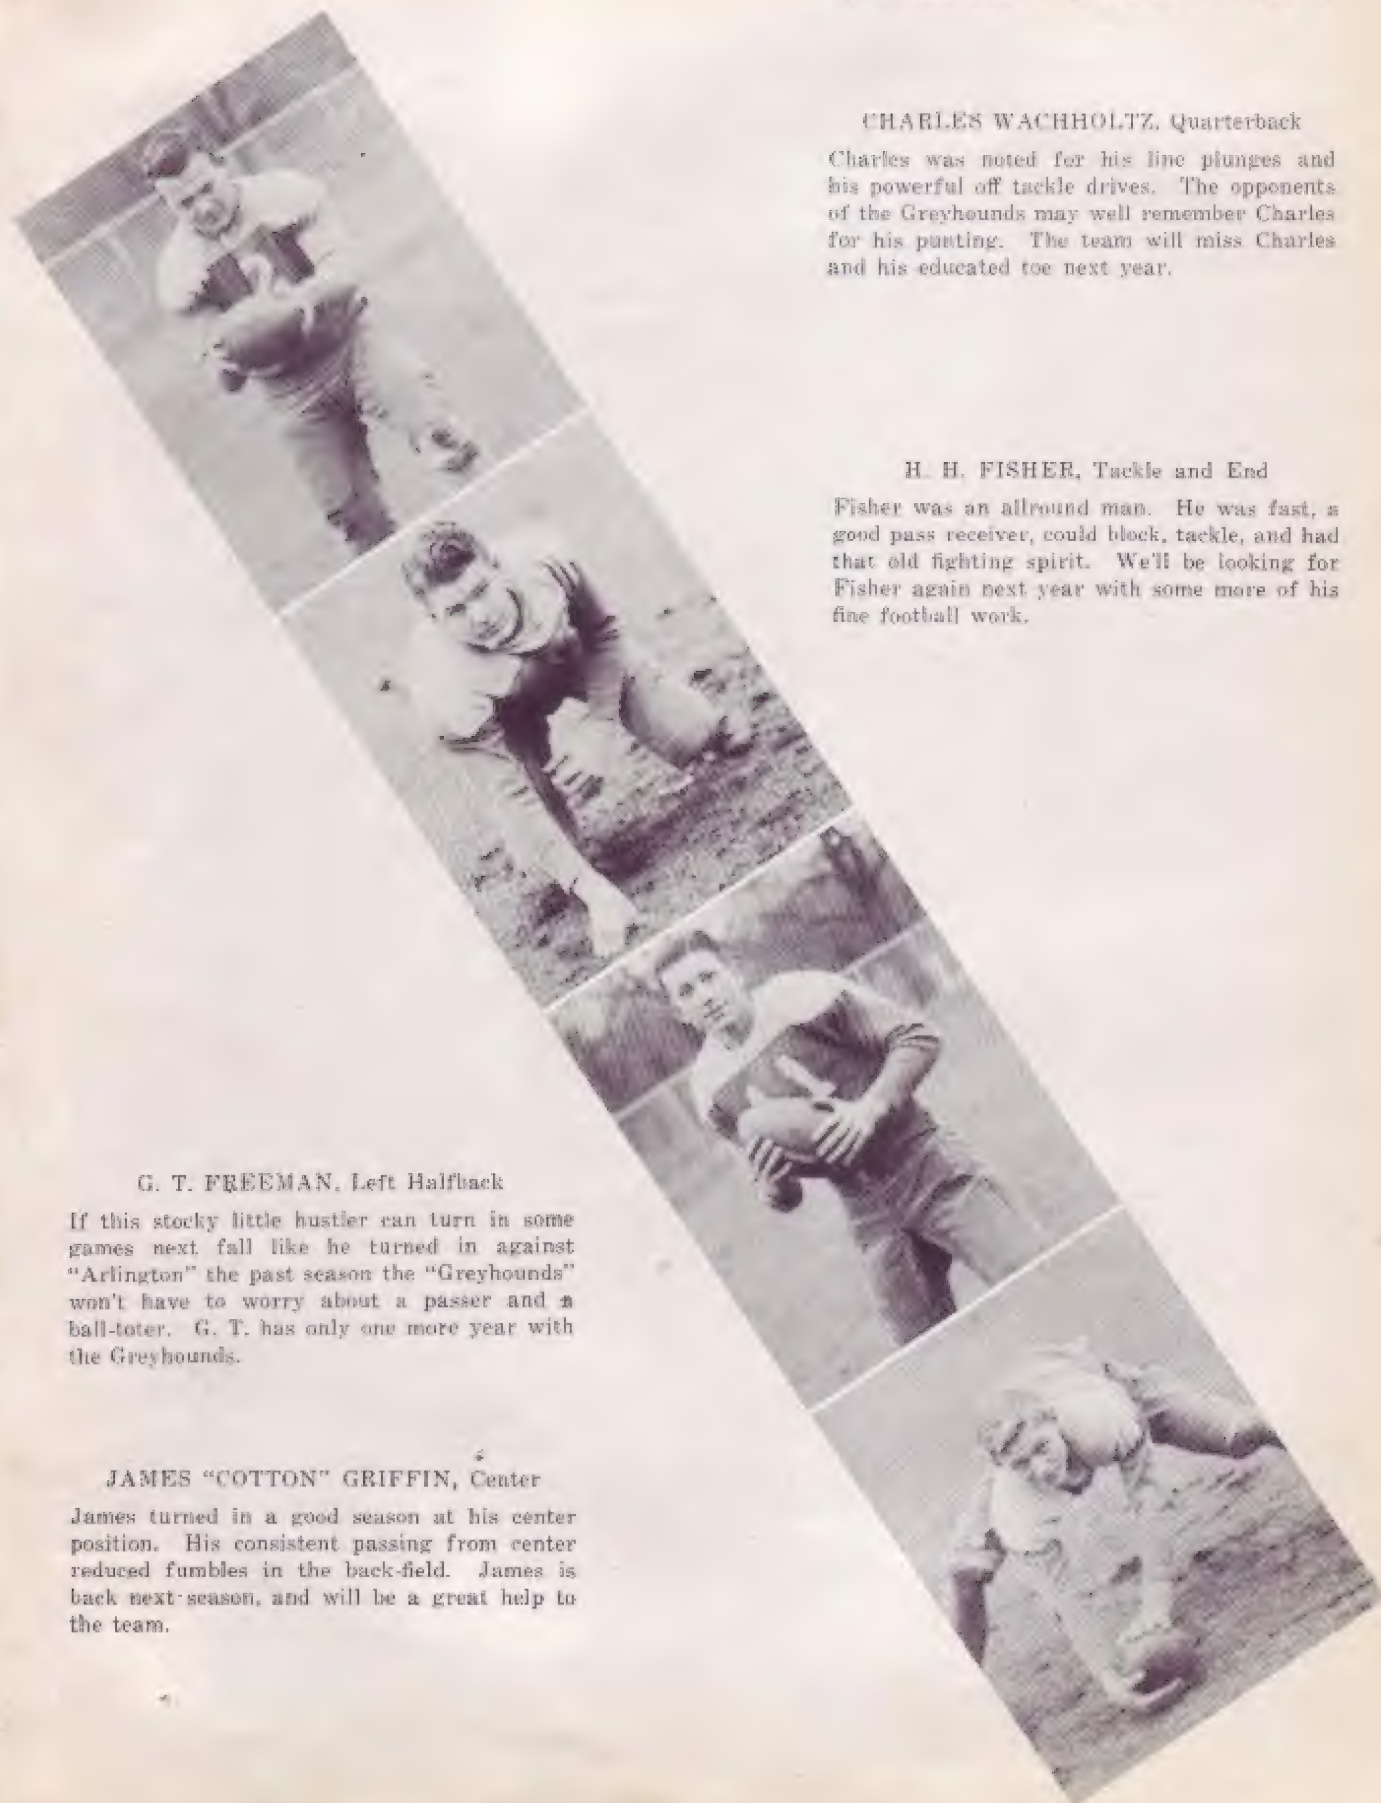 CHARLES WACHHOLTZ, Quarterback
Charles was noted for his line plunges and
his powerful off tackle drives. The opponents
of the Greyhounds may well remember Charles
for his punting. The team will miss Charles
and his educated toe next year.
H. H. FISHER, Tackle and End
Fisher was an allround man. He was fast, a
good pass receiver, could block, tackle, and had
that old fighting spirit. We'll be looking for
Fisher again next year with some more of his
fine football work.
G. T. FREEMAN, Left Halfback
If this stocky little hustler can turn in some
games next fall like he turned in against
"Arlington" the past season the "Greyhounds"
won't have to worry about a passer and a
ball-toter. G. T. has only one more year with
the Greyhounds.
JAMES "COTTON" GRIFFIN, Center
James turned in a good season at his center
position. His consistent passing from center
reduced fumbles in the back-field. James is
back next season, and will be a great help to
the team.